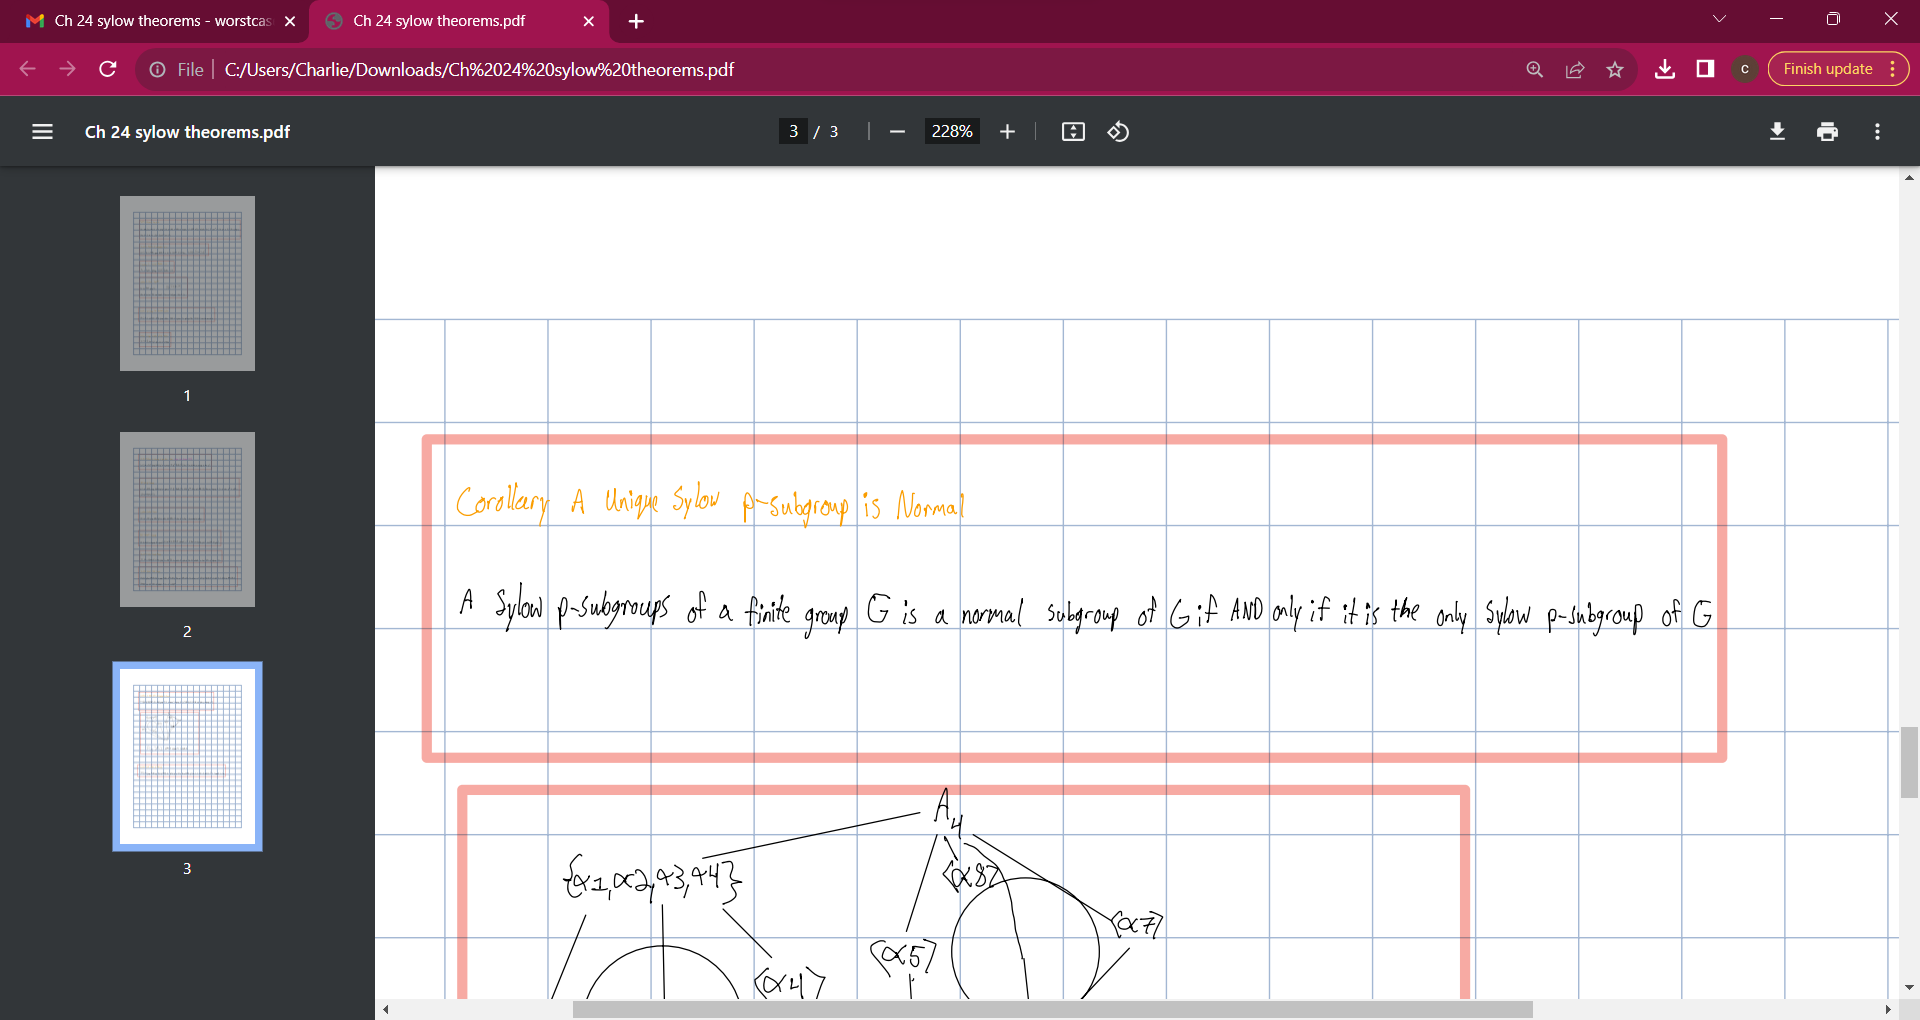 Ch 24 sylow theorems - worstcas
Ch 24 sylow theorems.pdf
File
C:/Users/Charlie/Downloads/Ch%2024%20sylow%20theorems.pdf
C
Finish update
Ch 24 sylow theorems.pdf
3 / 3
228%
1
2
3
Corollary A Unique Sylow p-subgroup is Normal
A Sylow p-subgroups of a finite group G is a normal subgroup of G if AND only if it is the only Sylow p-subgroup of G
A4
{α1,α2,α3,α4}
⟨α8⟩
⟨α7⟩
⟨α5⟩
⟨α4⟩